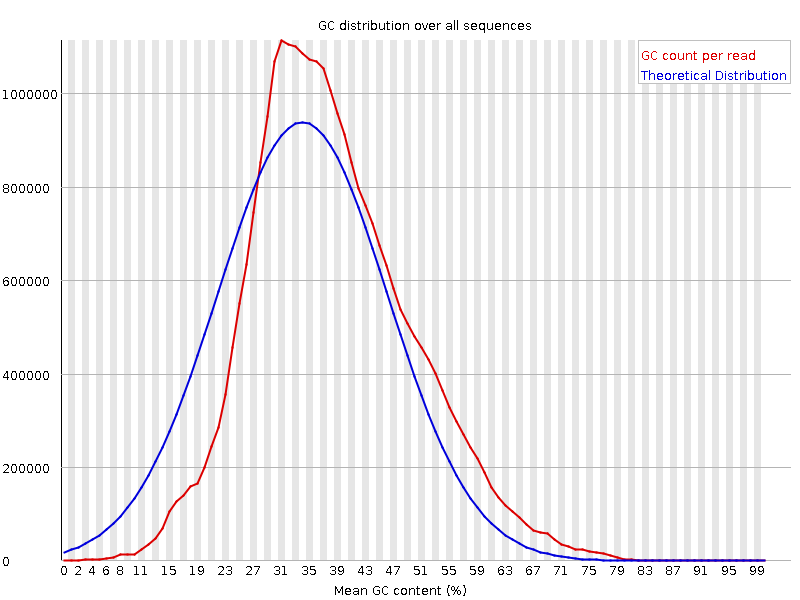 GC distribution over all sequences
GC count per read
Theoretical Distribution
1000000
800000
600000
400000
200000
0
0 2 4 6 8 11 15 19 23 27 31 35 39 43 47 51 55 59 63 67 71 75 79 83 87 91 95 99
Mean GC content (%)